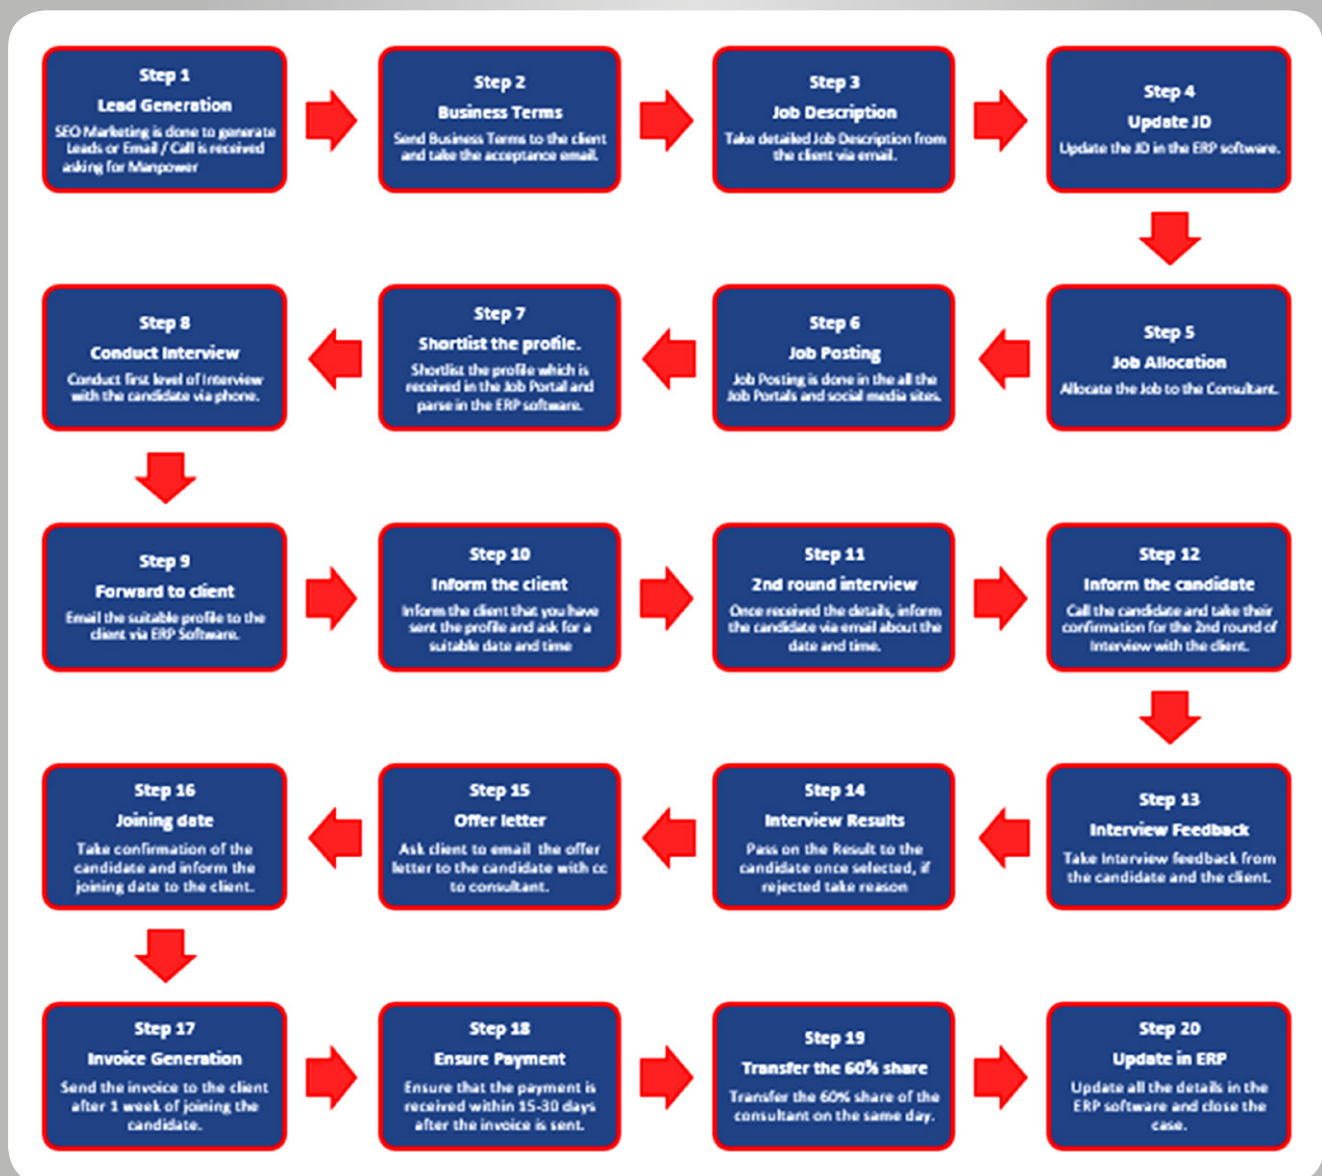 Step 1
Lead Generation
SEO Marketing is done to generate
Leads or Email / Call is received
asking for Manpower
Step 2
Business Terms
Send Business Terms to the client
and take the acceptance email.
Step 3
Job Description
Take detailed Job Description from
the client via email.
Step 4
Update JD
Update the JD in the ERP software.
Step 5
Job Allocation
Allocate the Job to the Consultant.
Step 6
Job Posting
Job Posting is done in the all the
Job Portals and social media sites.
Step 7
Shortlist the profile.
Shortlist the profile which is
received in the Job Portal and
parse in the ERP software.
Step 8
Conduct Interview
Conduct first level of Interview
with the candidate via phone.
Step 9
Forward to client
Email the suitable profile to the
client via ERP Software.
Step 10
Inform the client
Inform the client that you have
sent the profile and ask for a
suitable date and time
Step 11
2nd round interview
Once received the details, inform
the candidate via email about the
date and time.
Step 12
Inform the candidate
Call the candidate and take their
confirmation for the 2nd round of
Interview with the client.
Step 13
Interview Feedback
Take Interview feedback from
the candidate and the client.
Step 14
Interview Results
Pass on the Result to the
candidate once selected, if
rejected take reason
Step 15
Offer letter
Ask client to email the offer
letter to the candidate with cc
to consultant.
Step 16
Joining date
Take confirmation of the
candidate and inform the
joining date to the client.
Step 17
Invoice Generation
Send the invoice to the client
after 1 week of joining the
candidate.
Step 18
Ensure Payment
Ensure that the payment is
received within 15-30 days
after the invoice is sent.
Step 19
Transfer the 60% share
Transfer the 60% share of the
consultant on the same day.
Step 20
Update in ERP
Update all the details in the
ERP software and close the
case.